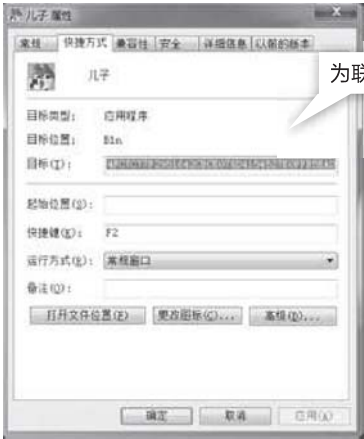 儿子 属性
常规 快捷方式 兼容性 安全 详细信息 以前的版本
儿子
为联
目标类型: 应用程序
目标位置: Bin
目标(T):
起始位置(S):
快捷键(K): F2
运行方式(R): 常规窗口
备注(O):
打开文件位置(F) 更改图标(C)... 高级(D)...
确定 取消 应用(A)